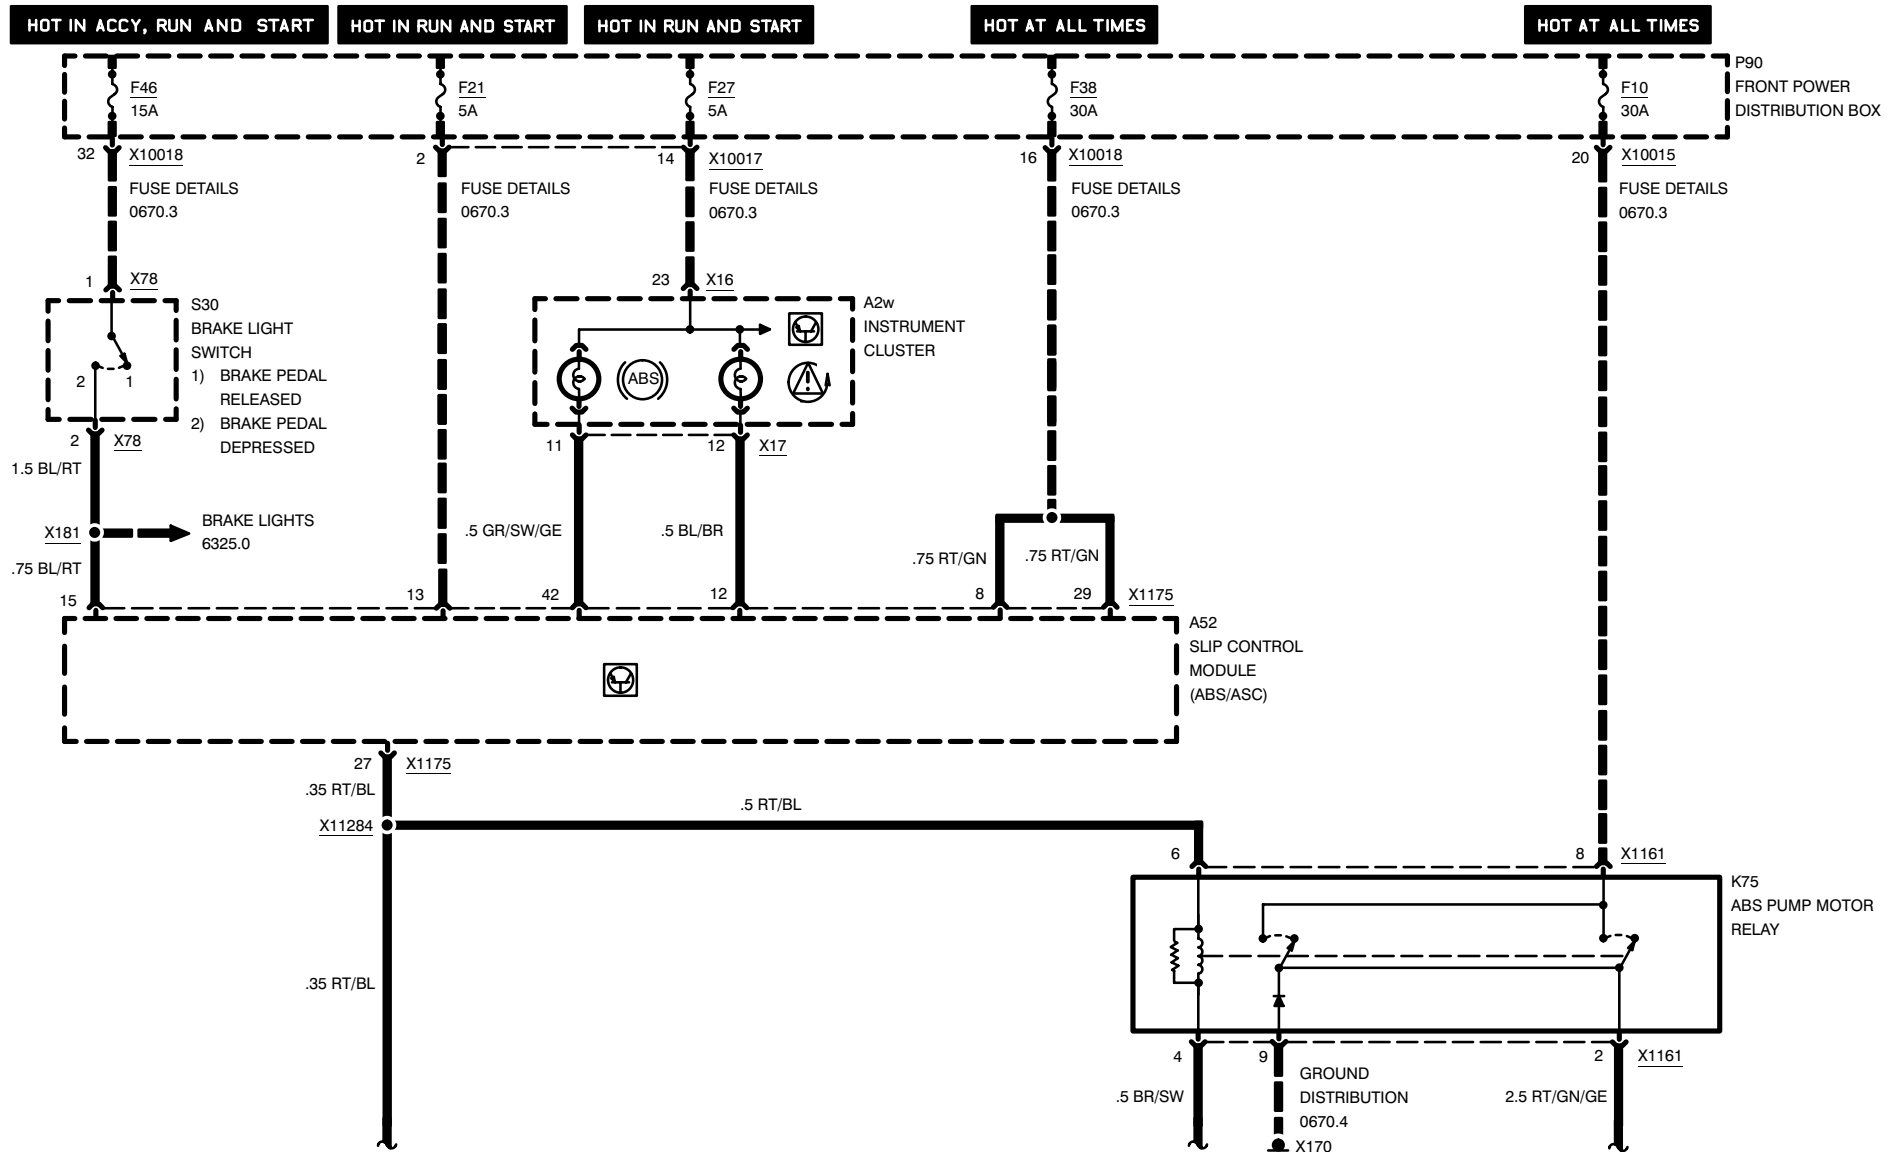 HOT IN ACCY, RUN AND START
HOT IN RUN AND START
HOT IN RUN AND START
HOT AT ALL TIMES
HOT AT ALL TIMES
F46
15A
F21
5A
F27
5A
F38
30A
F10
30A
P90
FRONT POWER
DISTRIBUTION BOX
32
X10018
2
14
X10017
16
X10018
20
X10015
FUSE DETAILS
0670.3
FUSE DETAILS
0670.3
FUSE DETAILS
0670.3
FUSE DETAILS
0670.3
FUSE DETAILS
0670.3
1
X78
23
X16
S30
BRAKE LIGHT
SWITCH
1) BRAKE PEDAL
RELEASED
2) BRAKE PEDAL
DEPRESSED
2
1
ABS
!
A2w
INSTRUMENT
CLUSTER
2
X78
11
12
X17
1.5 BL/RT
X181
BRAKE LIGHTS
6325.0
.75 BL/RT
.5 GR/SW/GE
.5 BL/BR
.75 RT/GN
.75 RT/GN
15
13
42
12
8
29
X1175
A52
SLIP CONTROL
MODULE
(ABS/ASC)
27
X1175
.35 RT/BL
X11284
.5 RT/BL
6
8
X1161
K75
ABS PUMP MOTOR
RELAY
.35 RT/BL
4
9
2
X1161
.5 BR/SW
GROUND
DISTRIBUTION
0670.4
X170
2.5 RT/GN/GE